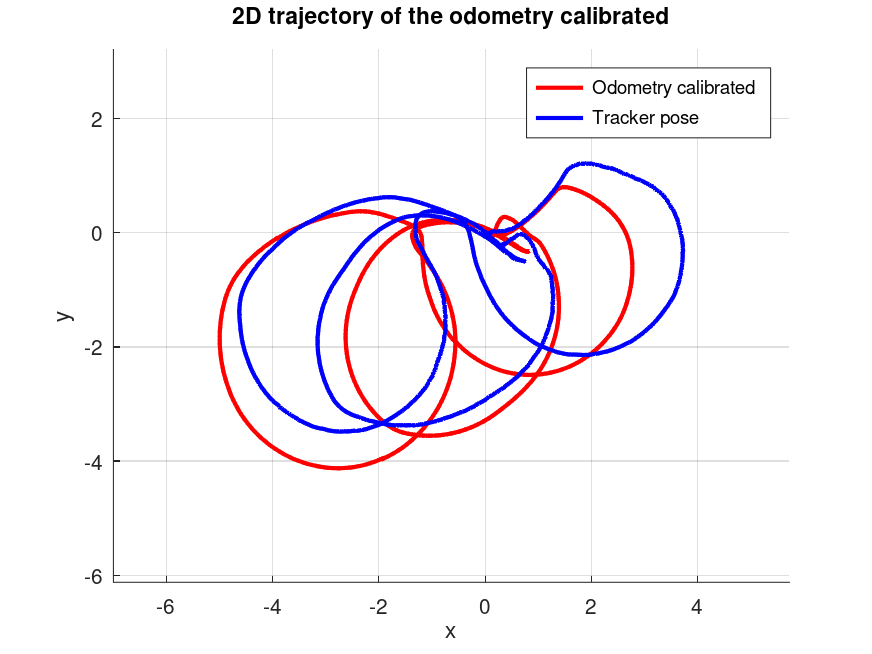 2D trajectory of the odometry calibrated
Odometry calibrated
Tracker pose
2
0
-2
-4
-6
y
-6 -4 -2 0 2 4
x